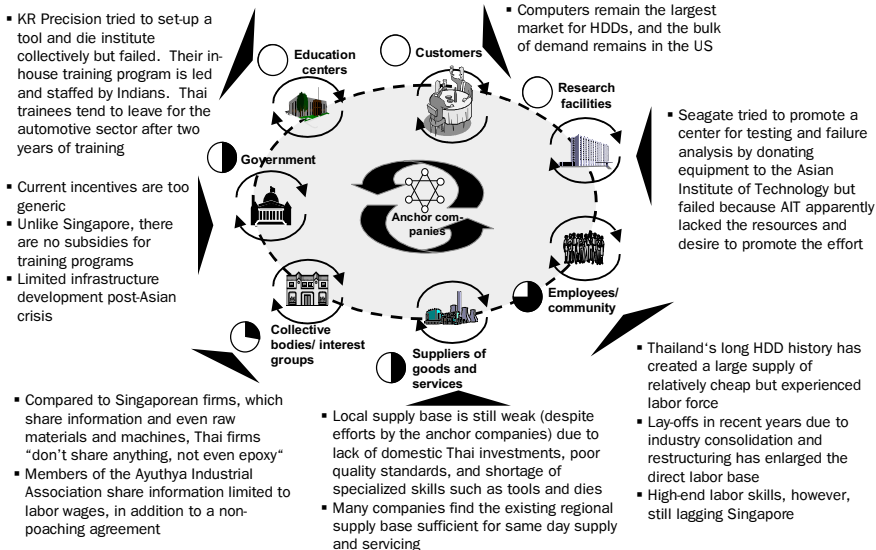 ▪ KR Precision tried to set-up a
tool and die institute
collectively but failed. Their in-
house training program is led
and staffed by Indians. Thai
trainees tend to leave for the
automotive sector after two
years of training
▪ Computers remain the largest
market for HDDs, and the bulk
of demand remains in the US
Education
centers
Customers
Research
facilities
▪ Seagate tried to promote a
center for testing and failure
analysis by donating
equipment to the Asian
Institute of Technology but
failed because AIT apparently
lacked the resources and
desire to promote the effort
Government
▪ Current incentives are too
generic
▪ Unlike Singapore, there
are no subsidies for
training programs
▪ Limited infrastructure
development post-Asian
crisis
Anchor com-
panies
Employees/
community
Collective
bodies/ interest
groups
Suppliers of
goods and
services
▪ Compared to Singaporean firms, which
share information and even raw
materials and machines, Thai firms
“don‘t share anything, not even epoxy“
▪ Members of the Ayuthya Industrial
Association share information limited to
labor wages, in addition to a non-
poaching agreement
▪ Local supply base is still weak (despite
efforts by the anchor companies) due to
lack of domestic Thai investments, poor
quality standards, and shortage of
specialized skills such as tools and dies
▪ Many companies find the existing regional
supply base sufficient for same day supply
and servicing
▪ Thailand‘s long HDD history has
created a large supply of
relatively cheap but experienced
labor force
▪ Lay-offs in recent years due to
industry consolidation and
restructuring has enlarged the
direct labor base
▪ High-end labor skills, however,
still lagging Singapore